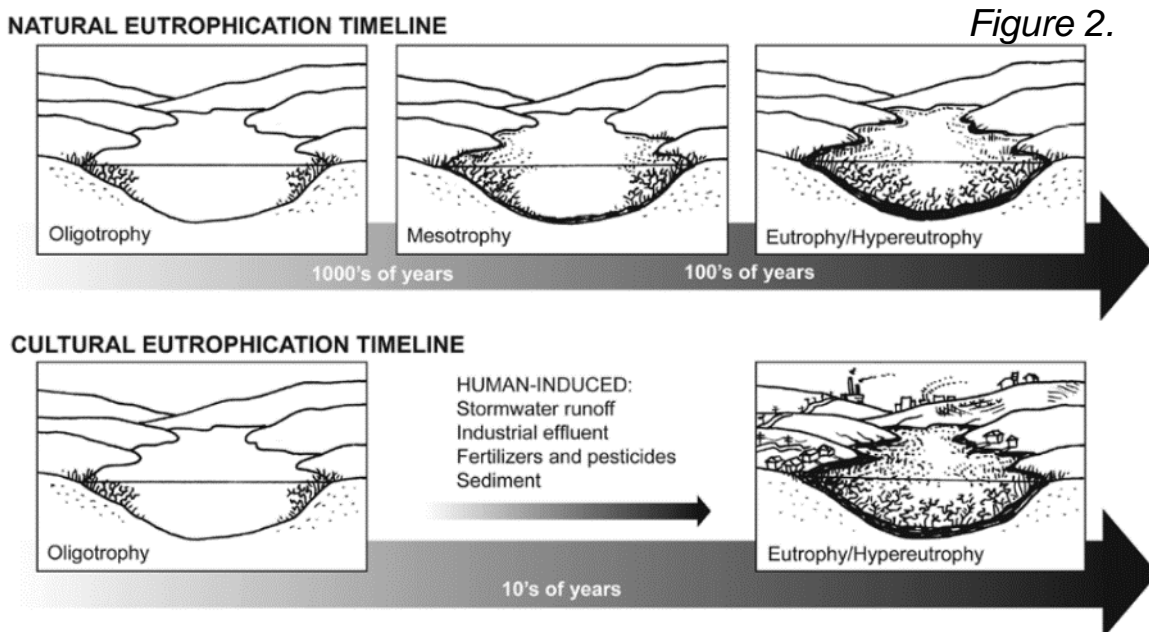 Figure 2.
NATURAL EUTROPHICATION TIMELINE
Oligotrophy
Mesotrophy
Eutrophy/Hypereutrophy
1000's of years
100's of years
CULTURAL EUTROPHICATION TIMELINE
HUMAN-INDUCED:
Stormwater runoff
Industrial effluent
Fertilizers and pesticides
Sediment
Oligotrophy
Eutrophy/Hypereutrophy
10's of years